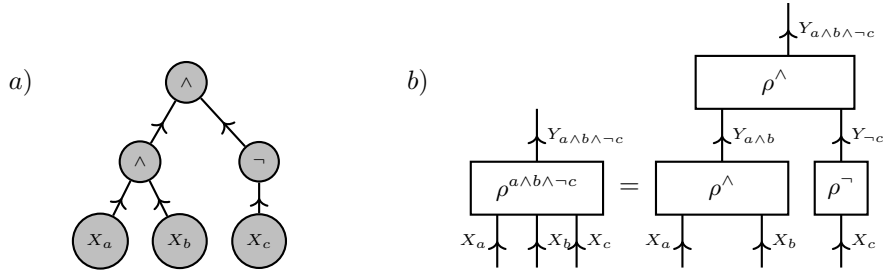 a)
∧
∧ ¬
X_a X_b X_c
b)
Y_{a∧b∧¬c}
ρ^∧
Y_{a∧b∧¬c} Y_{a∧b} Y_{¬c}
ρ^{a∧b∧¬c} = ρ^∧ ρ^¬
X_a X_b X_c X_a X_b X_c